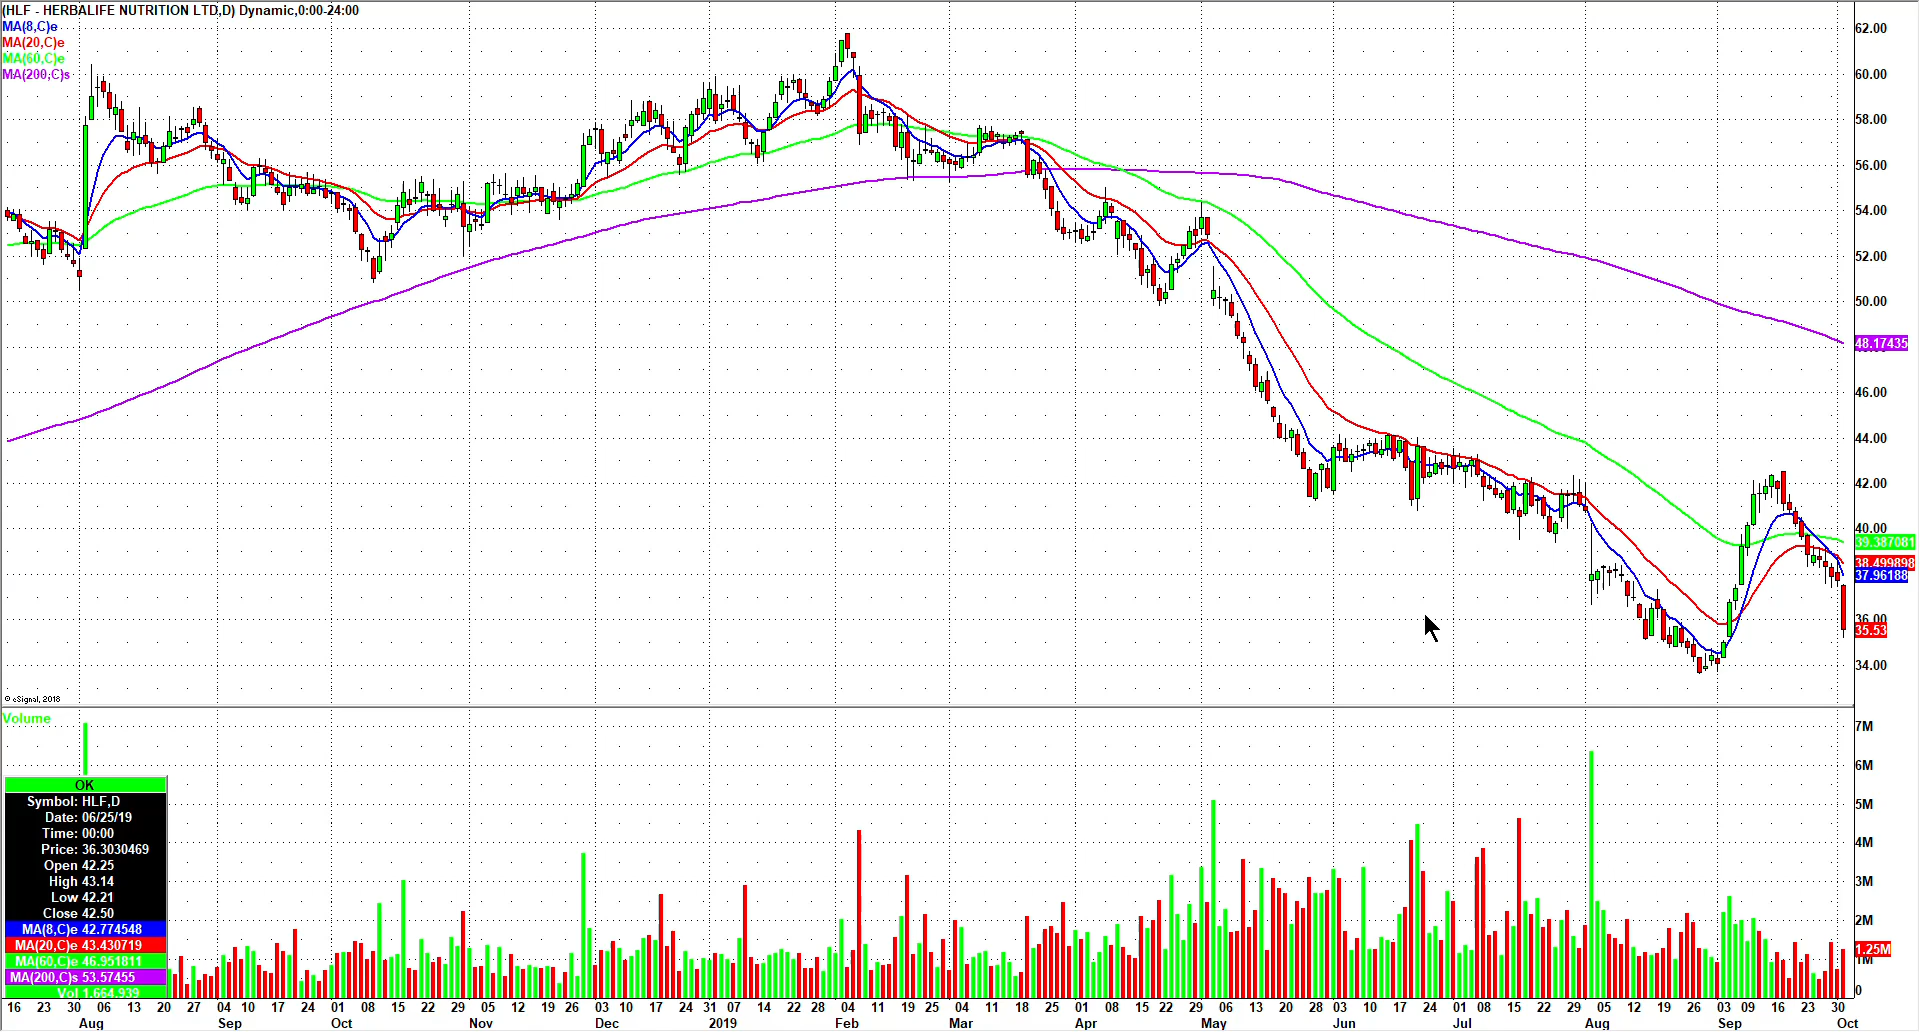 (HLF - HERBALIFE NUTRITION LTD,D) Dynamic,0:00-24:00
MA(8,C)e
MA(20,C)e
MA(60,C)e
MA(200,C)s
62.00
60.00
58.00
56.00
54.00
52.00
50.00
48.17435
46.00
44.00
42.00
40.00
39.387081
38.499898
37.96188
36.00
35.53
34.00
© eSignal, 2018
Volume
7M
6M
5M
4M
3M
2M
1.25M
1M
0
OK
Symbol: HLF,D
Date: 06/25/19
Time: 00:00
Price: 36.3030469
Open 42.25
High 43.14
Low 42.21
Close 42.50
MA(8,C)e 42.774548
MA(20,C)e 43.430719
MA(60,C)e 46.951811
MA(200,C)s 53.57455
Vol 1,664,939
16 23 30 06 13 20 27 04 10 17 24 01 08 15 22 29 05 12 19 26 03 10 17 24 31 07 14 22 28 04 11 19 25 04 11 18 25 01 08 15 22 29 06 13 20 28 03 10 17 24 01 08 15 22 29 05 12 19 26 03 09 16 23 30
Aug Sep Oct Nov Dec 2019 Feb Mar Apr May Jun Jul Aug Sep Oct